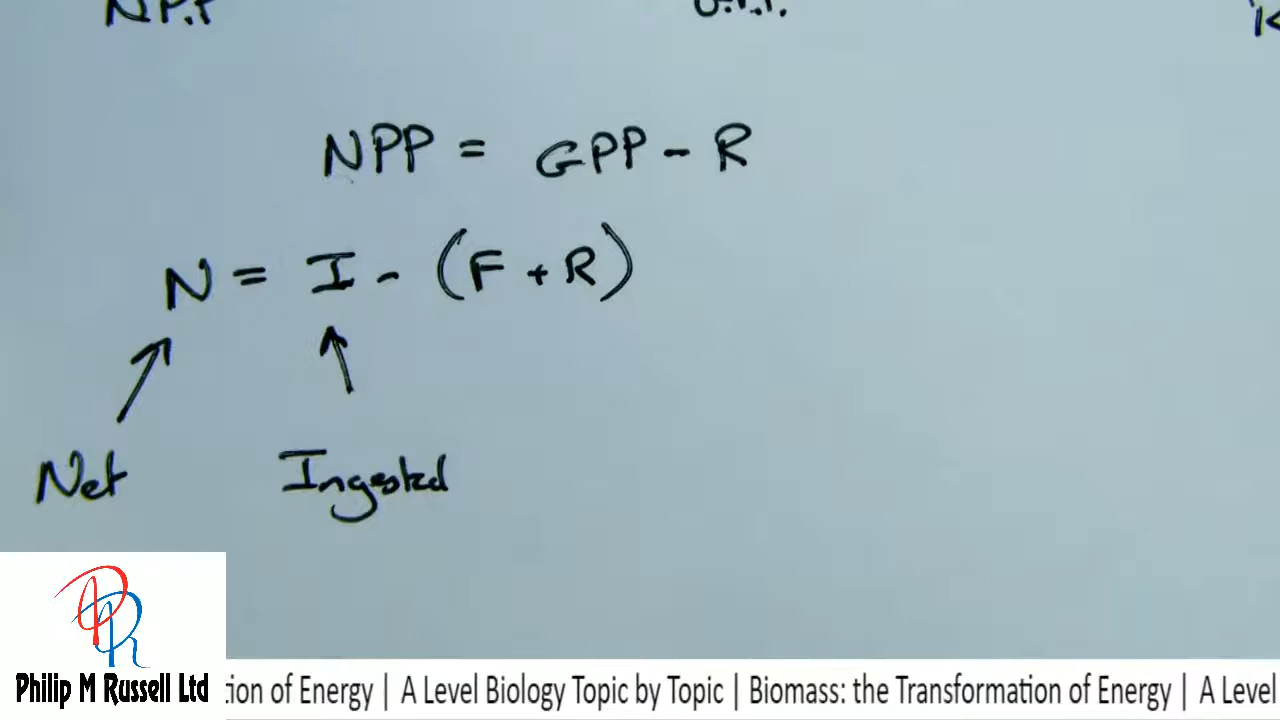 NPP
NPP = GPP - R
N = I - (F + R)
Net Ingested
Philip M Russell Ltd
tion of Energy | A Level Biology Topic by Topic | Biomass: the Transformation of Energy | A Level